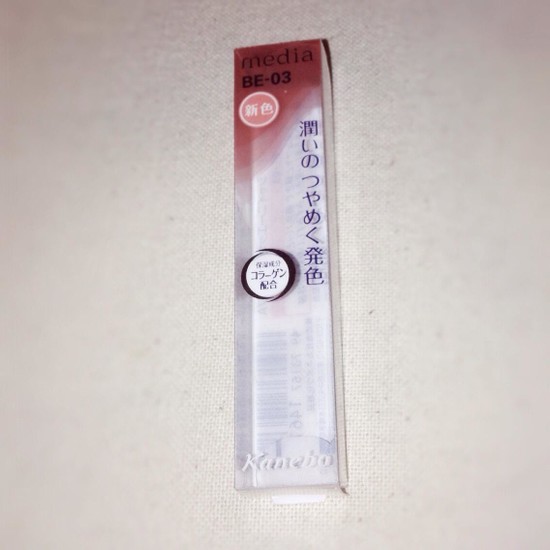 media
BE-03
新色
潤いのつやめく発色
保湿成分
コラーゲン
配合
Kanebo